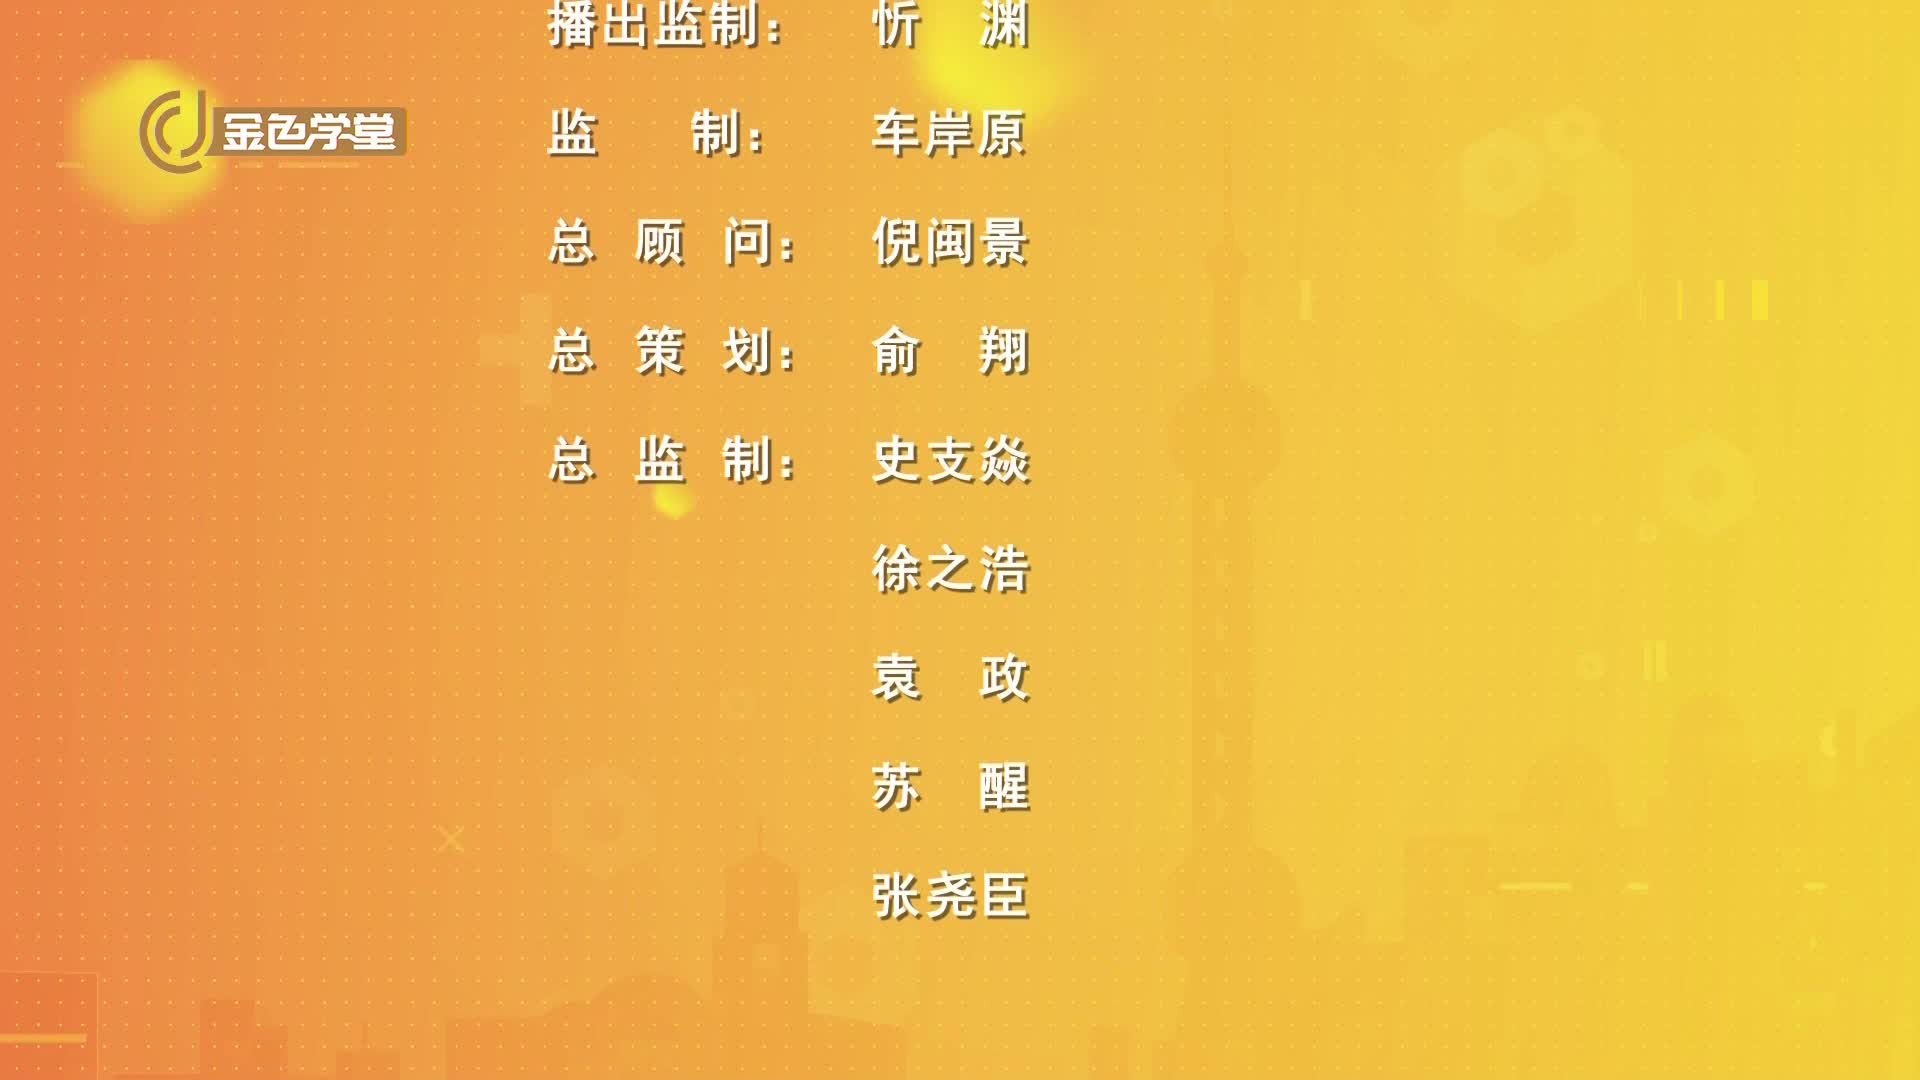 播出监制： 忻 渊
金色学堂
监 制： 车岸原
总 顾 问： 倪闽景
总 策 划： 俞 翔
总 监 制： 史支焱
徐之浩
袁 政
苏 醒
张尧臣